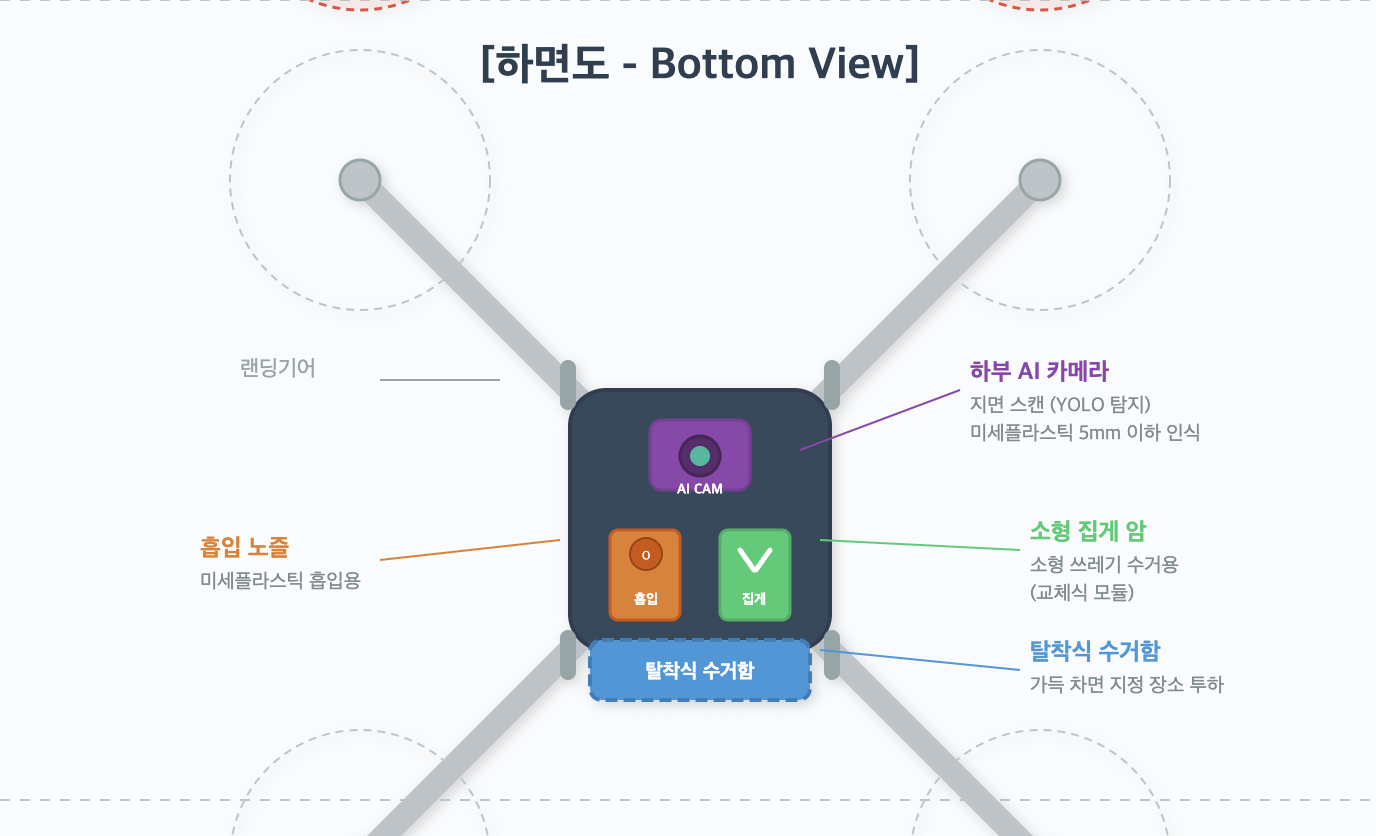 [하면도 - Bottom View]
랜딩기어
하부 AI 카메라
지면 스캔 (YOLO 탐지)
미세플라스틱 5mm 이하 인식
AI CAM
흡입 노즐
미세플라스틱 흡입용
o
흡입
집게
소형 집게 암
소형 쓰레기 수거용
(교체식 모듈)
탈착식 수거함
탈착식 수거함
가득 차면 지정 장소 투하